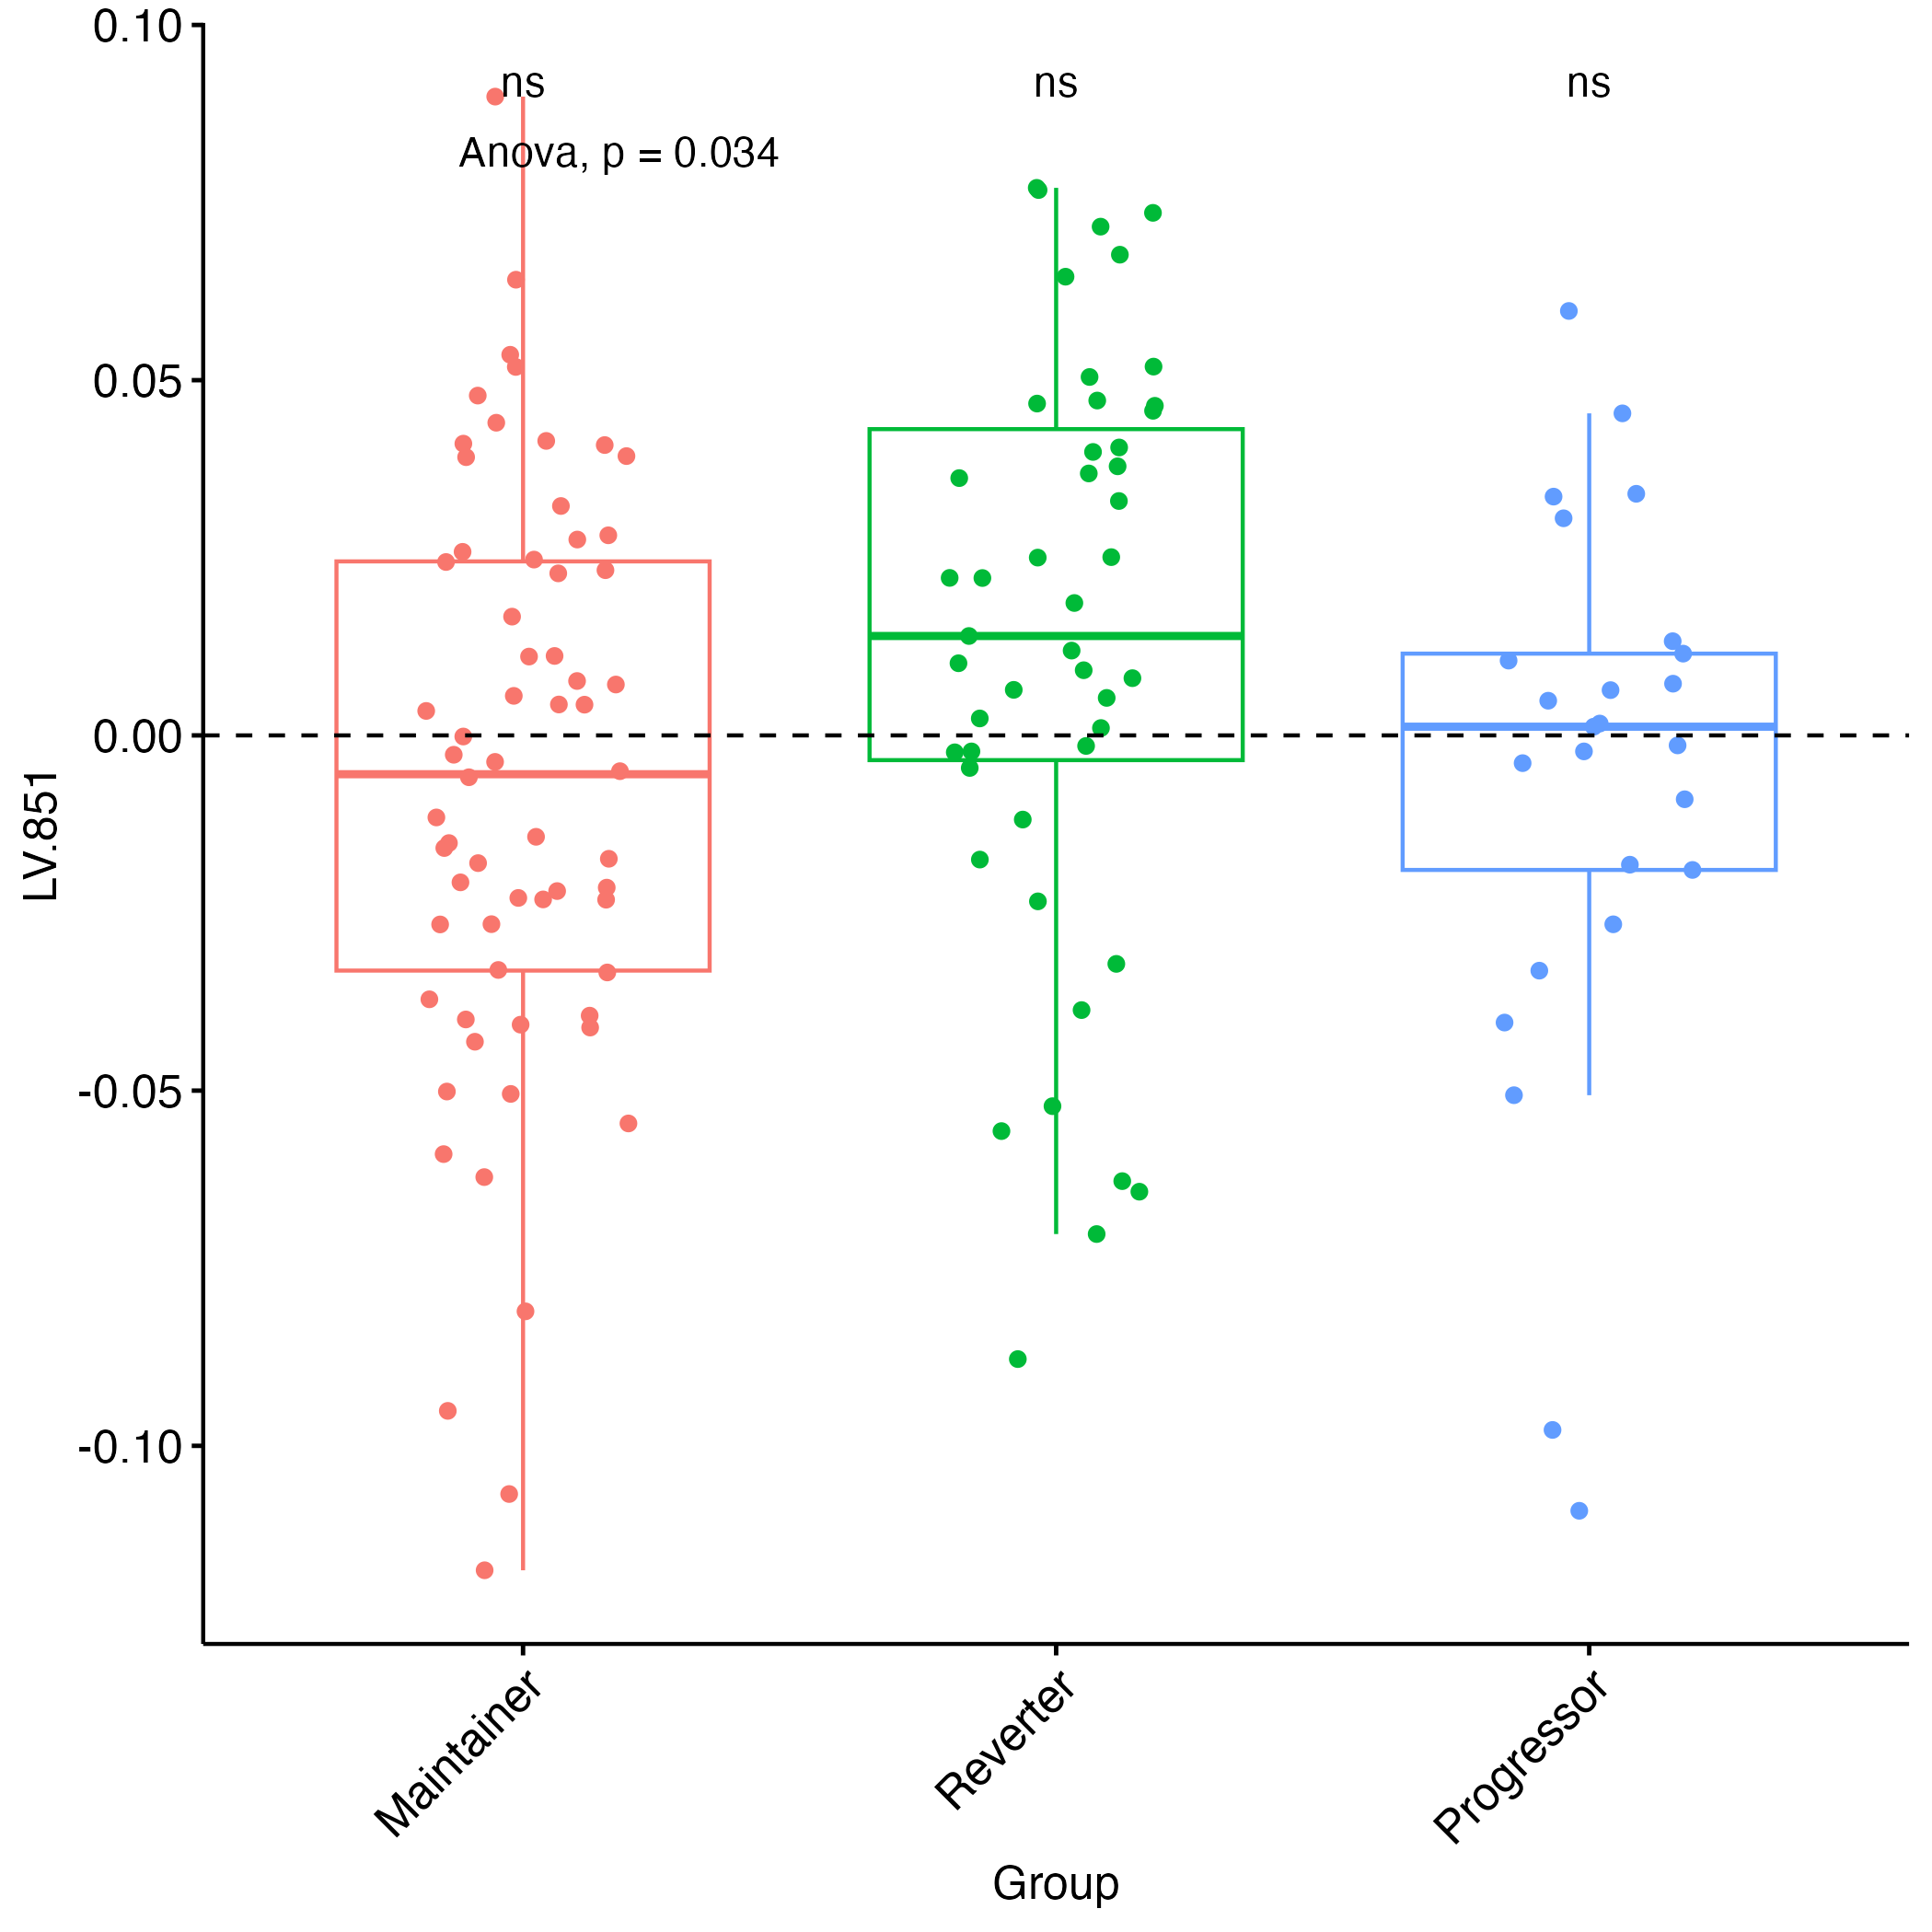 0.10
0.05
0.00
-0.05
-0.10
LV.851
ns
ns
ns
Anova, p = 0.034
Maintainer
Reverter
Progressor
Group